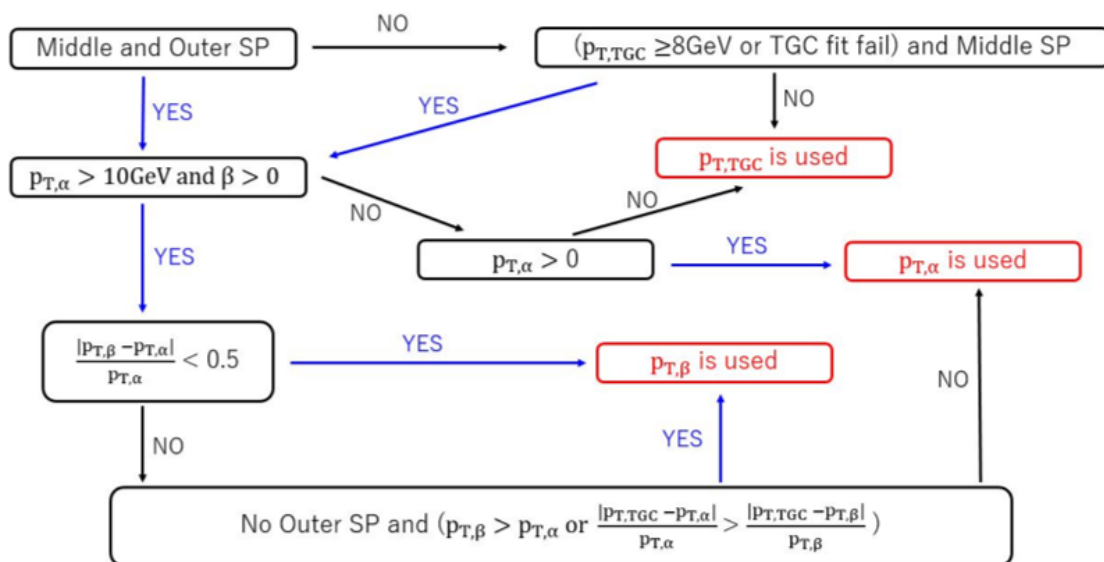 Middle and Outer SP
NO
(p_T,TGC ≥8GeV or TGC fit fail) and Middle SP
YES
YES
NO
p_T,TGC is used
p_T,α > 10GeV and β > 0
NO
NO
YES
p_T,α > 0
YES
p_T,α is used
|p_T,β −p_T,α| / p_T,α < 0.5
YES
p_T,β is used
NO
NO
YES
No Outer SP and (p_T,β > p_T,α or |p_T,TGC −p_T,α| / p_T,α > |p_T,TGC −p_T,β| / p_T,β )